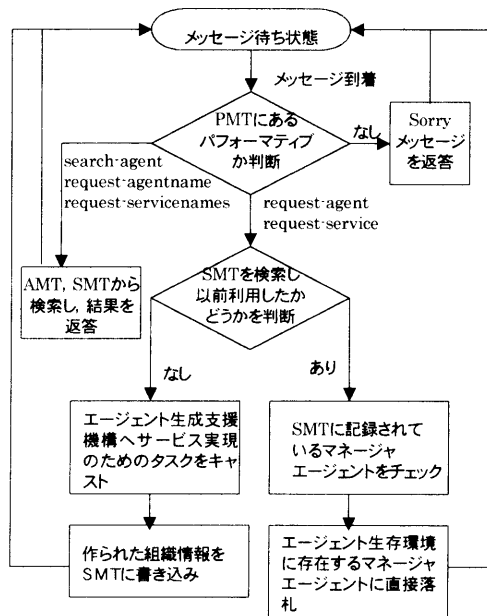 メッセージ待ち状態
メッセージ到着
PMTにある
パフォーマティブ
か判断
なし
Sorry
メッセージ
を返答
search-agent
request-agentname
request-servicenames
request-agent
request-service
AMT, SMTから
検索し, 結果を
返答
SMTを検索し
以前利用したか
どうかを判断
なし
あり
エージェント生成支援
機構へサービス実現
のためのタスクをキャ
スト
SMTに記録されて
いるマネージャ
エージェントをチェック
作られた組織情報を
SMTに書き込み
エージェント生存環境
に存在するマネージャ
エージェントに直接落
札